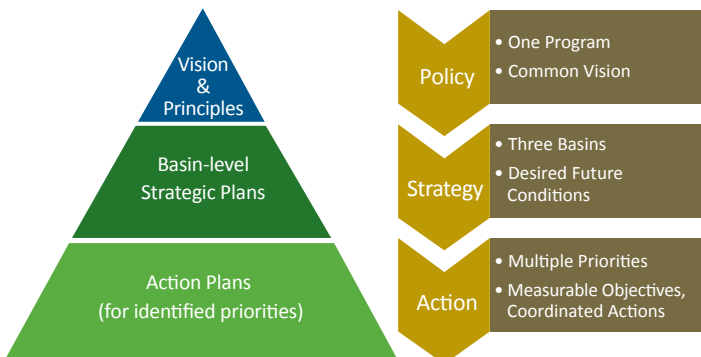 Vision
&
Principles
Basin-level
Strategic Plans
Action Plans
(for identified priorities)
Policy
• One Program
• Common Vision
Strategy
• Three Basins
• Desired Future
Conditions
Action
• Multiple Priorities
• Measurable Objectives,
Coordinated Actions